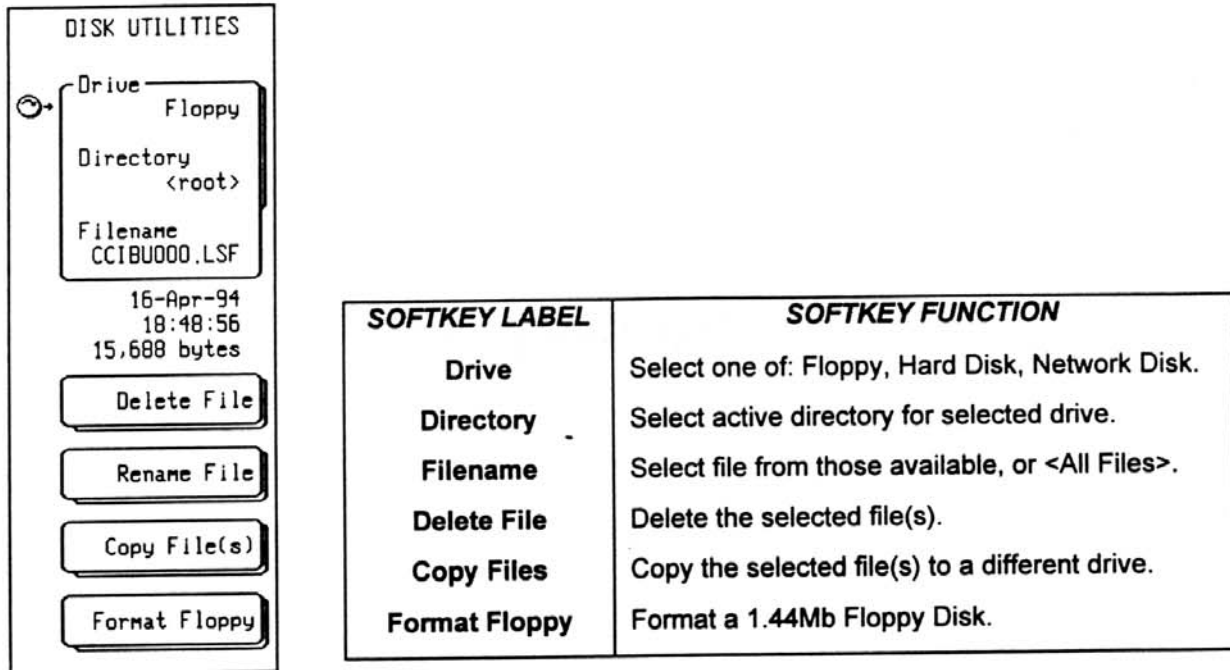 DISK UTILITIES
Drive
Floppy
Directory
<root>
Filename
CCIBU000.LSF
16-Apr-94
18:48:56
15,688 bytes
Delete File
Rename File
Copy File(s)
Format Floppy
SOFTKEY LABEL SOFTKEY FUNCTION
Drive Select one of: Floppy, Hard Disk, Network Disk.
Directory Select active directory for selected drive.
Filename Select file from those available, or <All Files>.
Delete File Delete the selected file(s).
Copy Files Copy the selected file(s) to a different drive.
Format Floppy Format a 1.44Mb Floppy Disk.